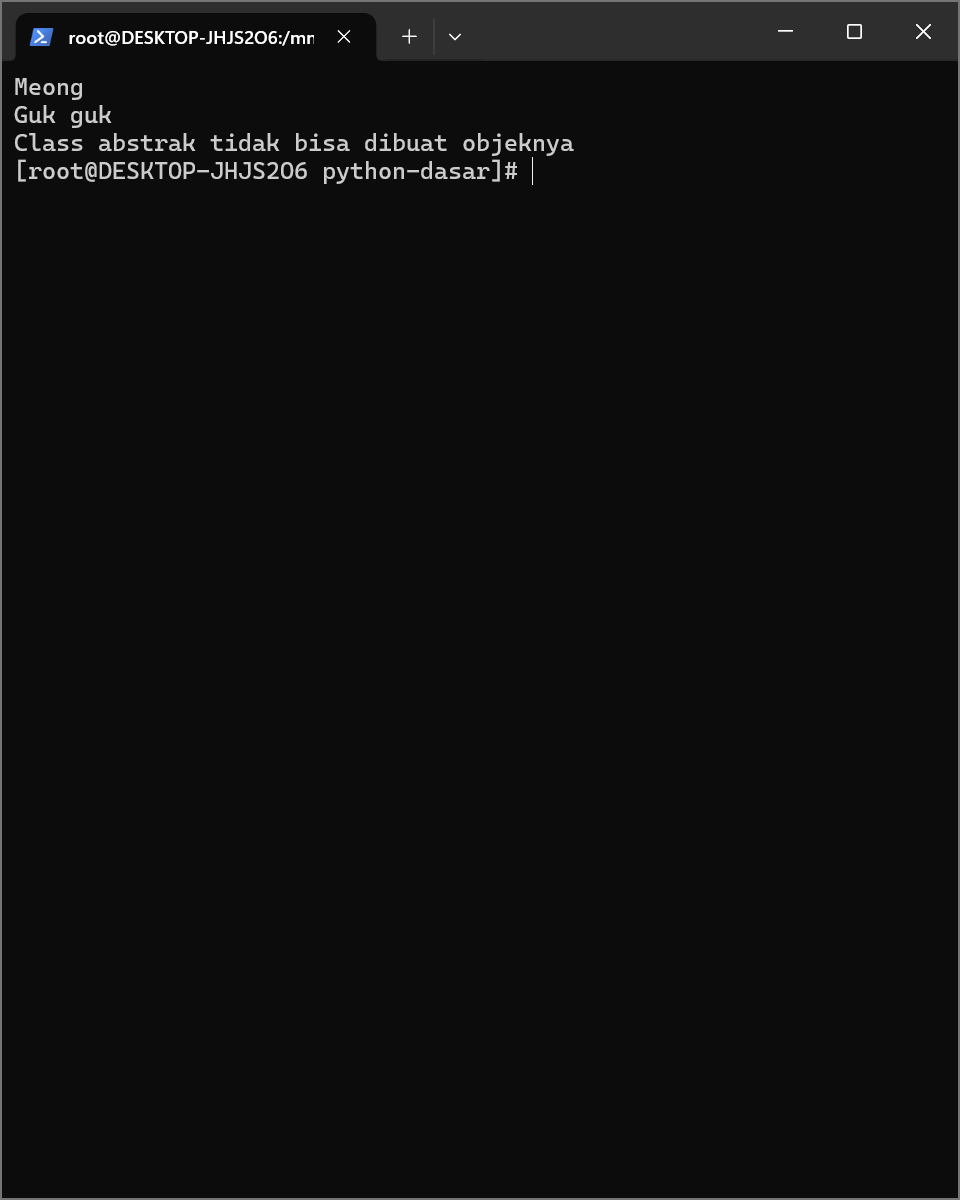 root@DESKTOP-JHJS2O6:/mn
Meong
Guk guk
Class abstrak tidak bisa dibuat objeknya
[root@DESKTOP-JHJS2O6 python-dasar]#